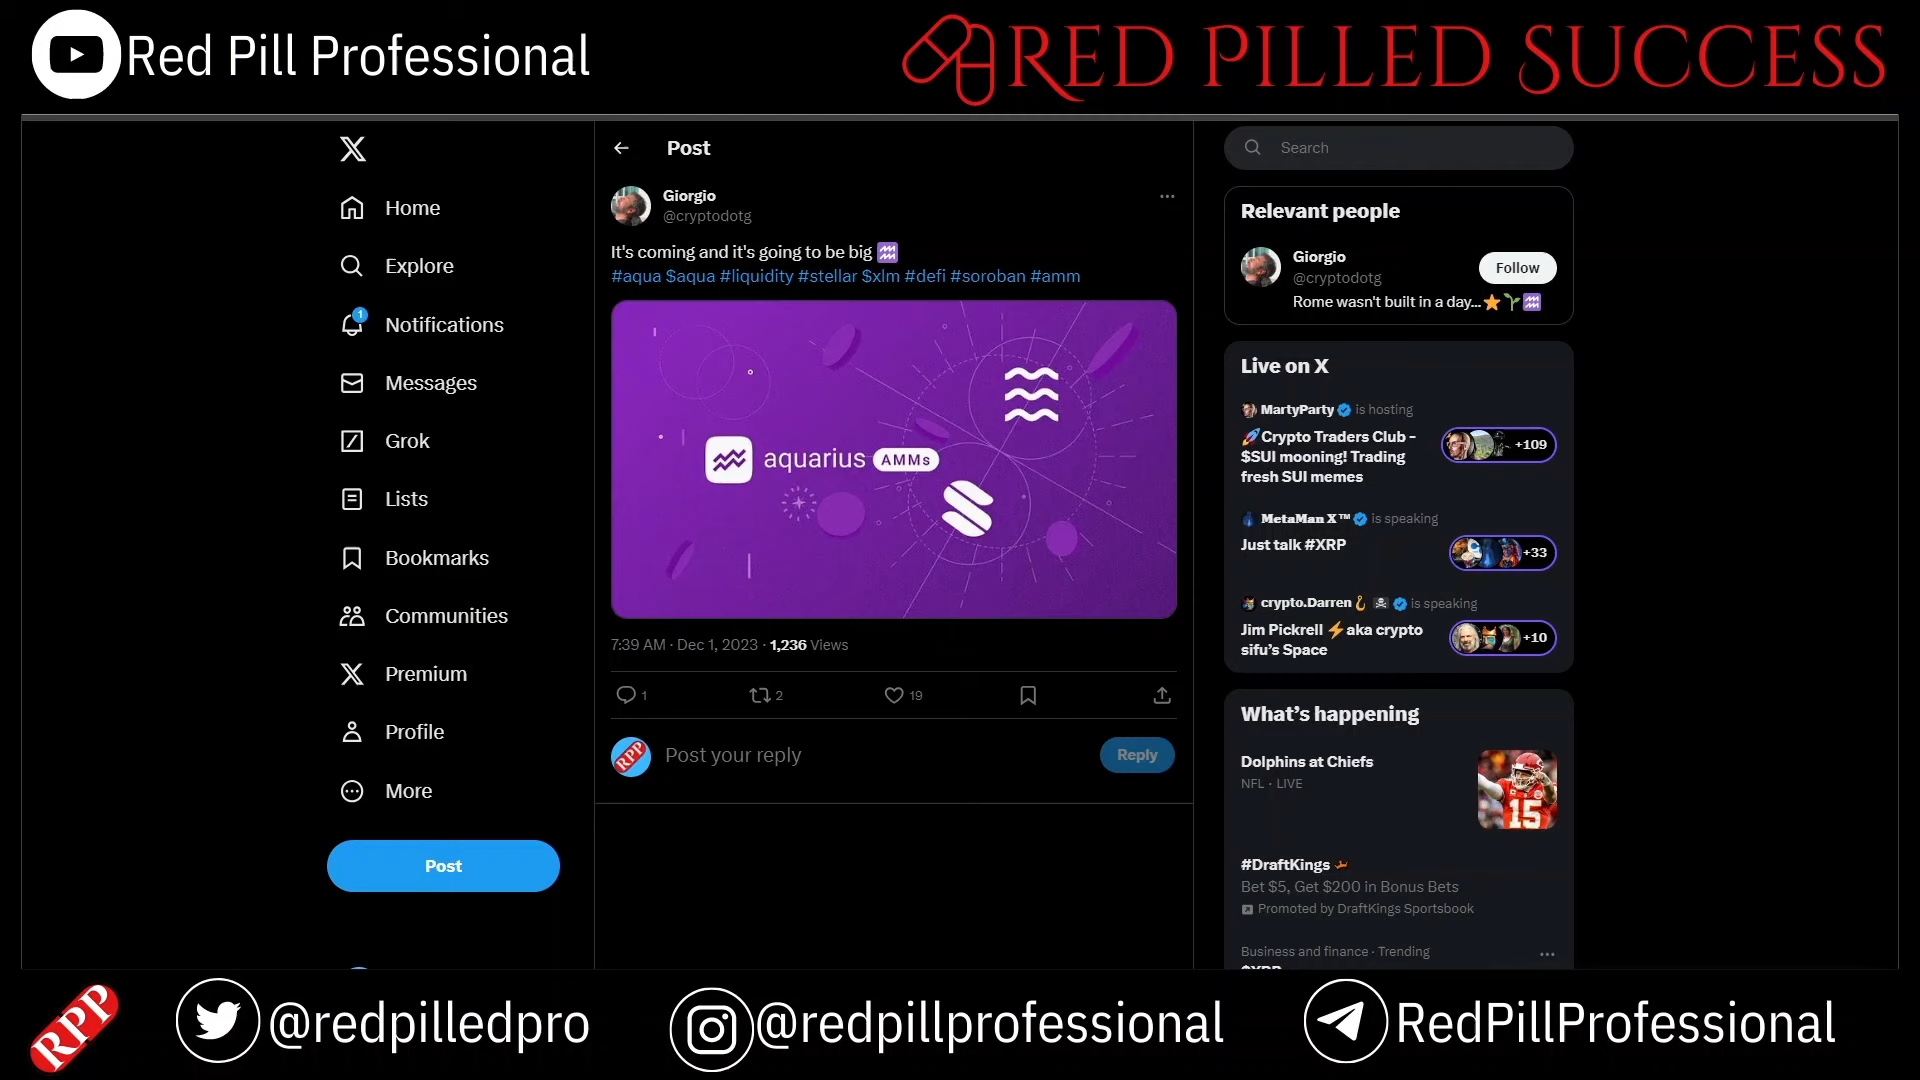 Red Pill Professional
RED PILLED SUCCESS
Home
Explore
1
Notifications
Messages
Grok
Lists
Bookmarks
Communities
Premium
Profile
More
Post
Post
Giorgio
@cryptodotg
It's coming and it's going to be big ♒
#aqua $aqua #liquidity #stellar $xlm #defi #soroban #amm
aquarius AMMs
7:39 AM · Dec 1, 2023 · 1,236 Views
1
2
19
RPP
Post your reply
Reply
Search
Relevant people
Giorgio
@cryptodotg
Follow
Rome wasn't built in a day...⭐🌱♒
Live on X
MartyParty is hosting
🚀Crypto Traders Club -
$SUI mooning! Trading
fresh SUI memes
+109
MetaMan X™ is speaking
Just talk #XRP
+33
crypto.Darren🪝🏴‍☠️ is speaking
Jim Pickrell ⚡aka crypto
sifu's Space
+10
What's happening
Dolphins at Chiefs
NFL · LIVE
15
#DraftKings
Bet $5, Get $200 in Bonus Bets
Promoted by DraftKings Sportsbook
Business and finance · Trending
$XRP
RPP
@redpilledpro
@redpillprofessional
RedPillProfessional